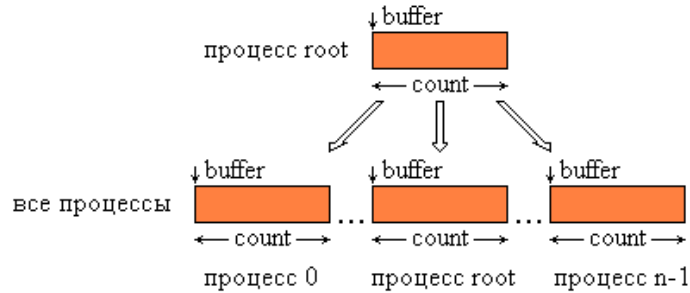 buffer
процесс root
count
buffer buffer buffer
все процессы ... ...
count count count
процесс 0 процесс root процесс n-1